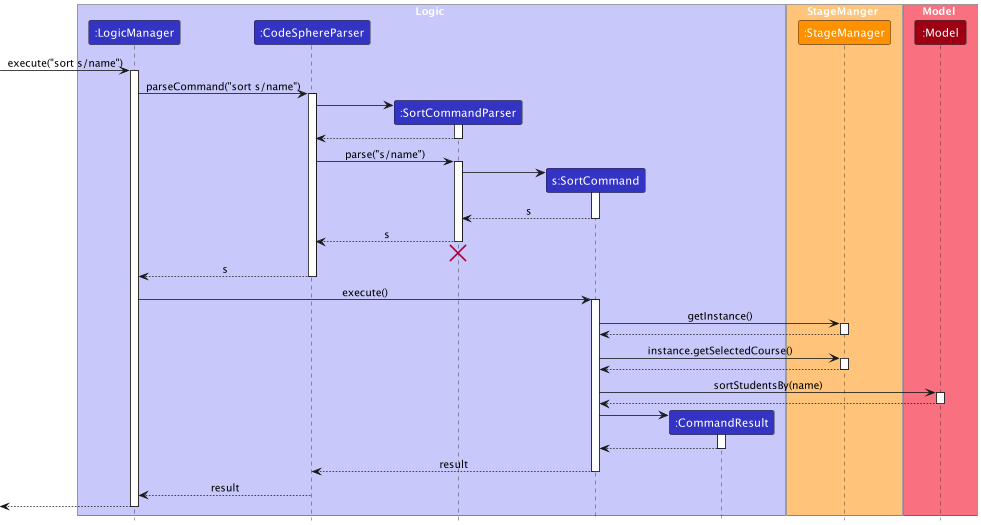 Logic
StageManger
Model
:LogicManager
:CodeSphereParser
:StageManager
:Model
execute("sort s/name")
parseCommand("sort s/name")
:SortCommandParser
parse("s/name")
s:SortCommand
s
s
s
execute()
getInstance()
instance.getSelectedCourse()
sortStudentsBy(name)
:CommandResult
result
result